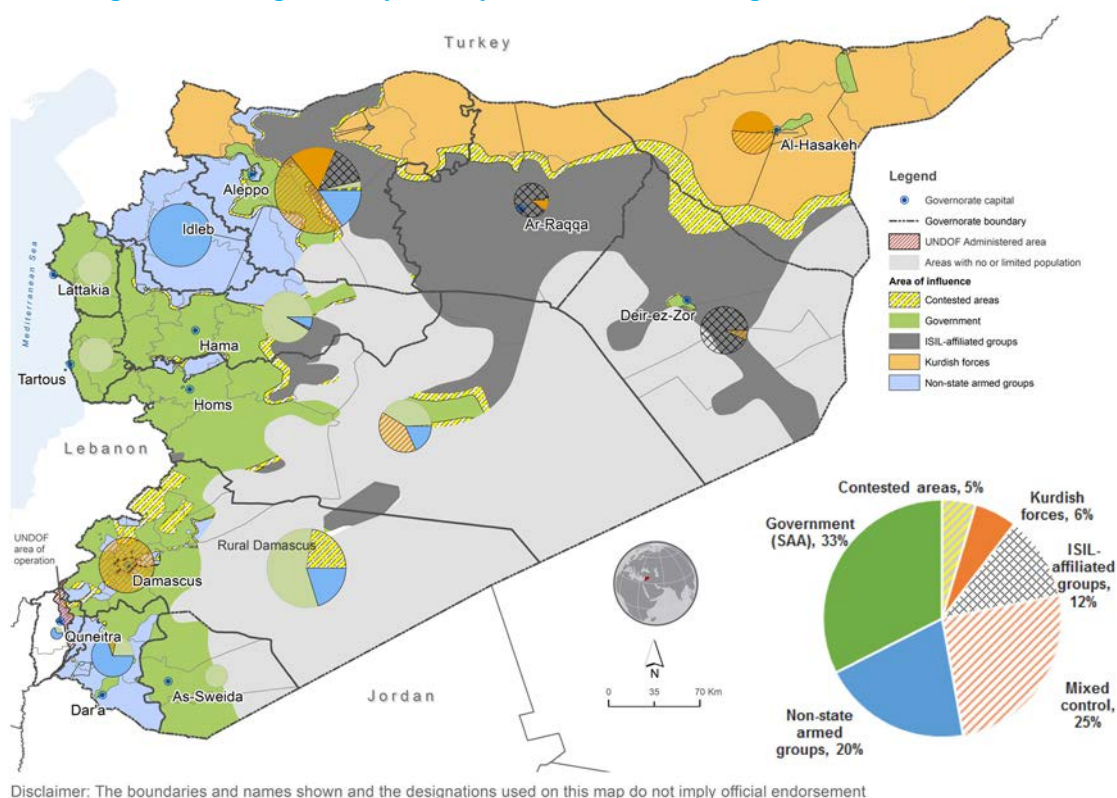 Turkey
Mediterranean Sea
Aleppo
Idleb
Al-Hasakeh
Ar-Raqqa
Lattakia
Hama
Deir-ez-Zor
Tartous
Homs
Lebanon
UNDOF
area of
operation
Rural Damascus
Damascus
Quneitra
As-Sweida
Dar'a
Jordan
N
0 35 70 Km
Legend
Governorate capital
Governorate boundary
UNDOF Administered area
Areas with no or limited population
Area of influence
Contested areas
Government
ISIL-affiliated groups
Kurdish forces
Non-state armed groups
Contested areas, 5%
Kurdish
forces, 6%
Government
(SAA), 33%
ISIL-
affiliated
groups,
12%
Mixed
control,
25%
Non-state
armed
groups, 20%
Disclaimer: The boundaries and names shown and the designations used on this map do not imply official endorsement